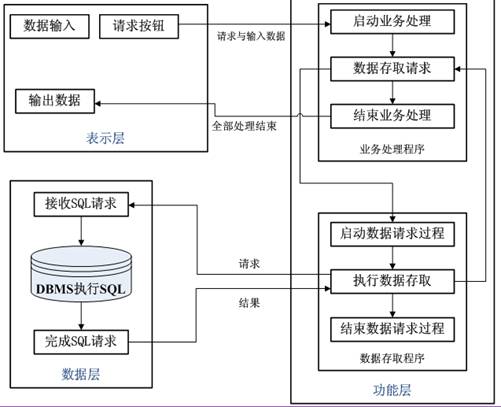 数据输入
请求按钮
输出数据
表示层
请求与输入数据
全部处理结束
启动业务处理
数据存取请求
结束业务处理
业务处理程序
接收SQL请求
DBMS执行SQL
完成SQL请求
数据层
请求
结果
启动数据请求过程
执行数据存取
结束数据请求过程
数据存取程序
功能层